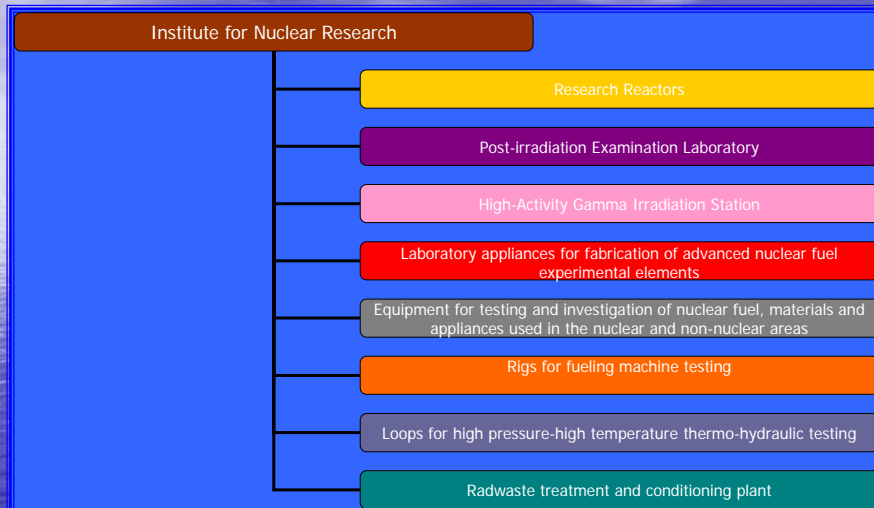 Institute for Nuclear Research
Research Reactors
Post-irradiation Examination Laboratory
High-Activity Gamma Irradiation Station
Laboratory appliances for fabrication of advanced nuclear fuel
experimental elements
Equipment for testing and investigation of nuclear fuel, materials and
appliances used in the nuclear and non-nuclear areas
Rigs for fueling machine testing
Loops for high pressure-high temperature thermo-hydraulic testing
Radwaste treatment and conditioning plant